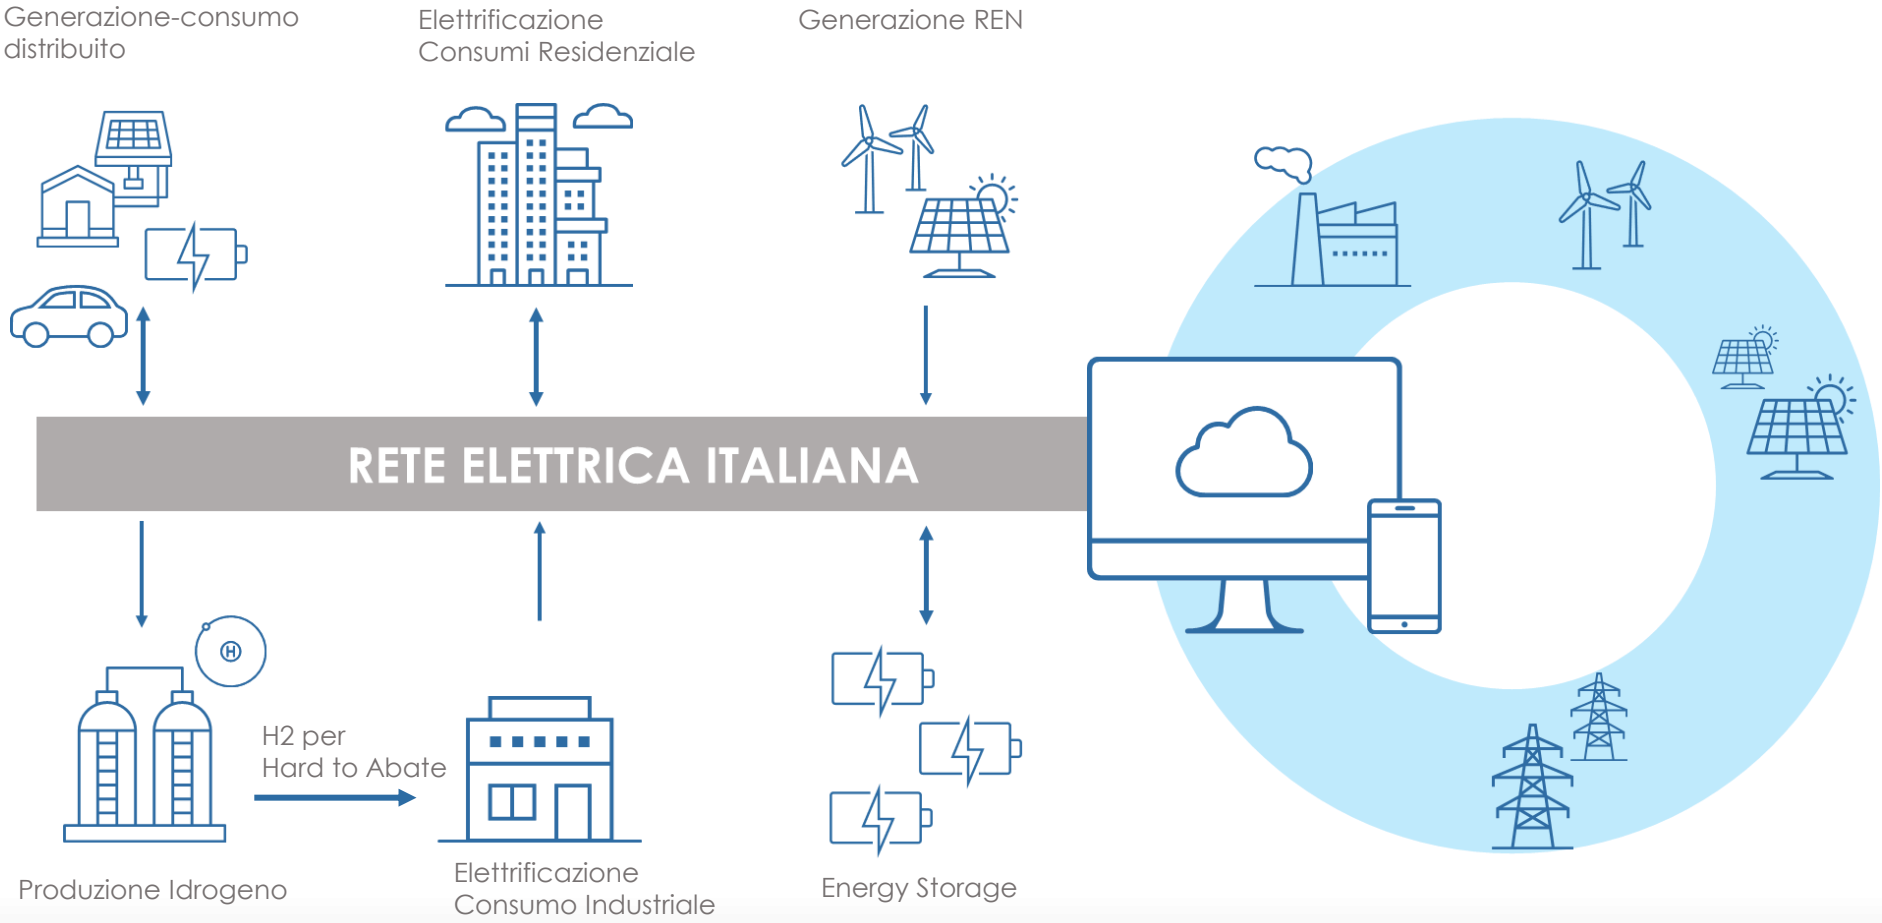 Generazione-consumo
distribuito
Elettrificazione
Consumi Residenziale
Generazione REN
RETE ELETTRICA ITALIANA
H
H2 per
Hard to Abate
Produzione Idrogeno
Elettrificazione
Consumo Industriale
Energy Storage